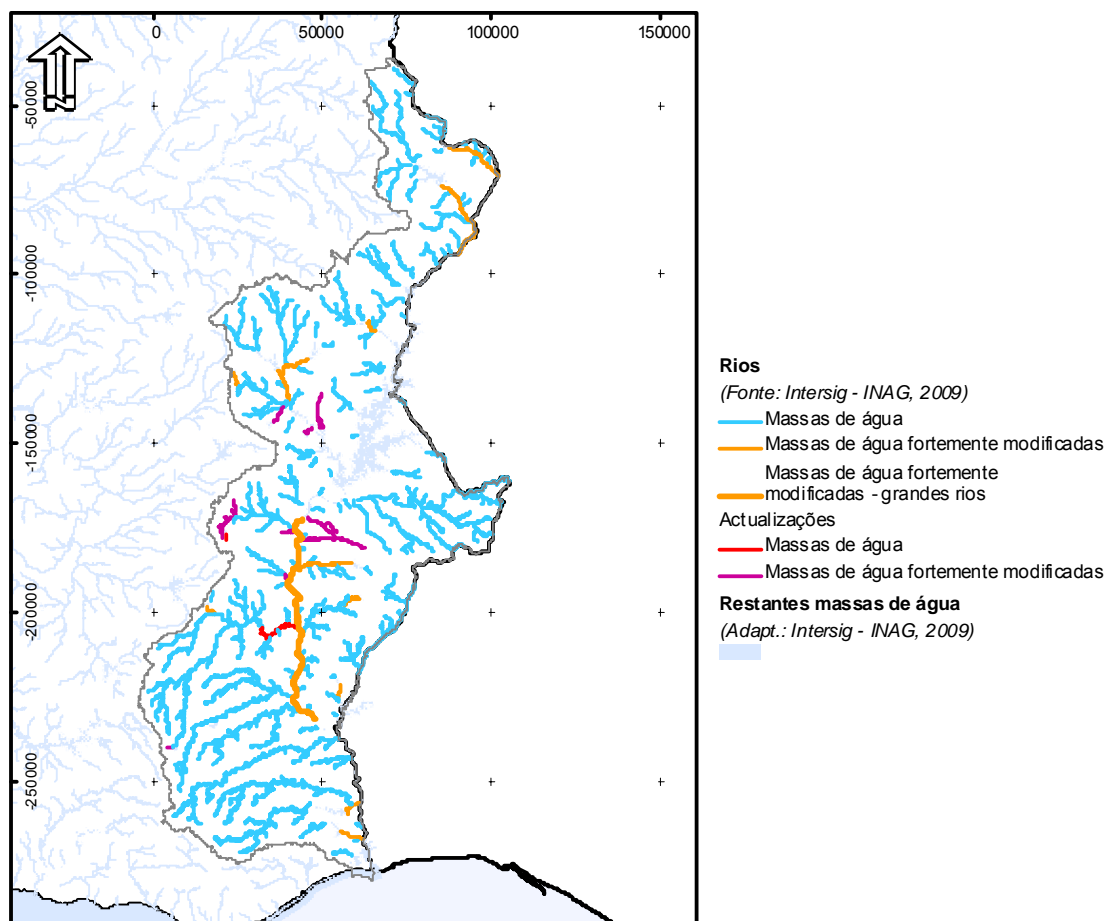 0 50000 100000 150000
N
-50000
-100000
-150000
-200000
-250000
Rios
(Fonte: Intersig - INAG, 2009)
Massas de água
Massas de água fortemente modificadas
Massas de água fortemente
modificadas - grandes rios
Actualizações
Massas de água
Massas de água fortemente modificadas
Restantes massas de água
(Adapt.: Intersig - INAG, 2009)